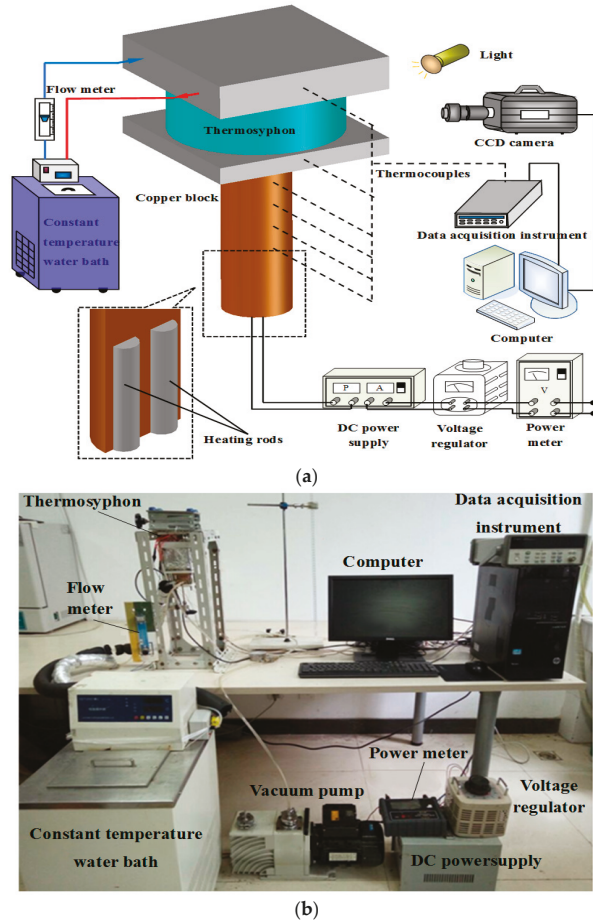 Light
Flow meter
Thermosyphon
CCD camera
Thermocouples
Copper block
Constant
temperature
water bath
Data acquisition instrument
Computer
P
A
V
Heating rods
DC power
supply
Voltage
regulator
Power
meter
(a)
Thermosyphon
Data acquisition
instrument
Computer
Flow
meter
Power meter
Vacuum pump
Voltage
regulator
Constant temperature
water bath
DC powersupply
(b)